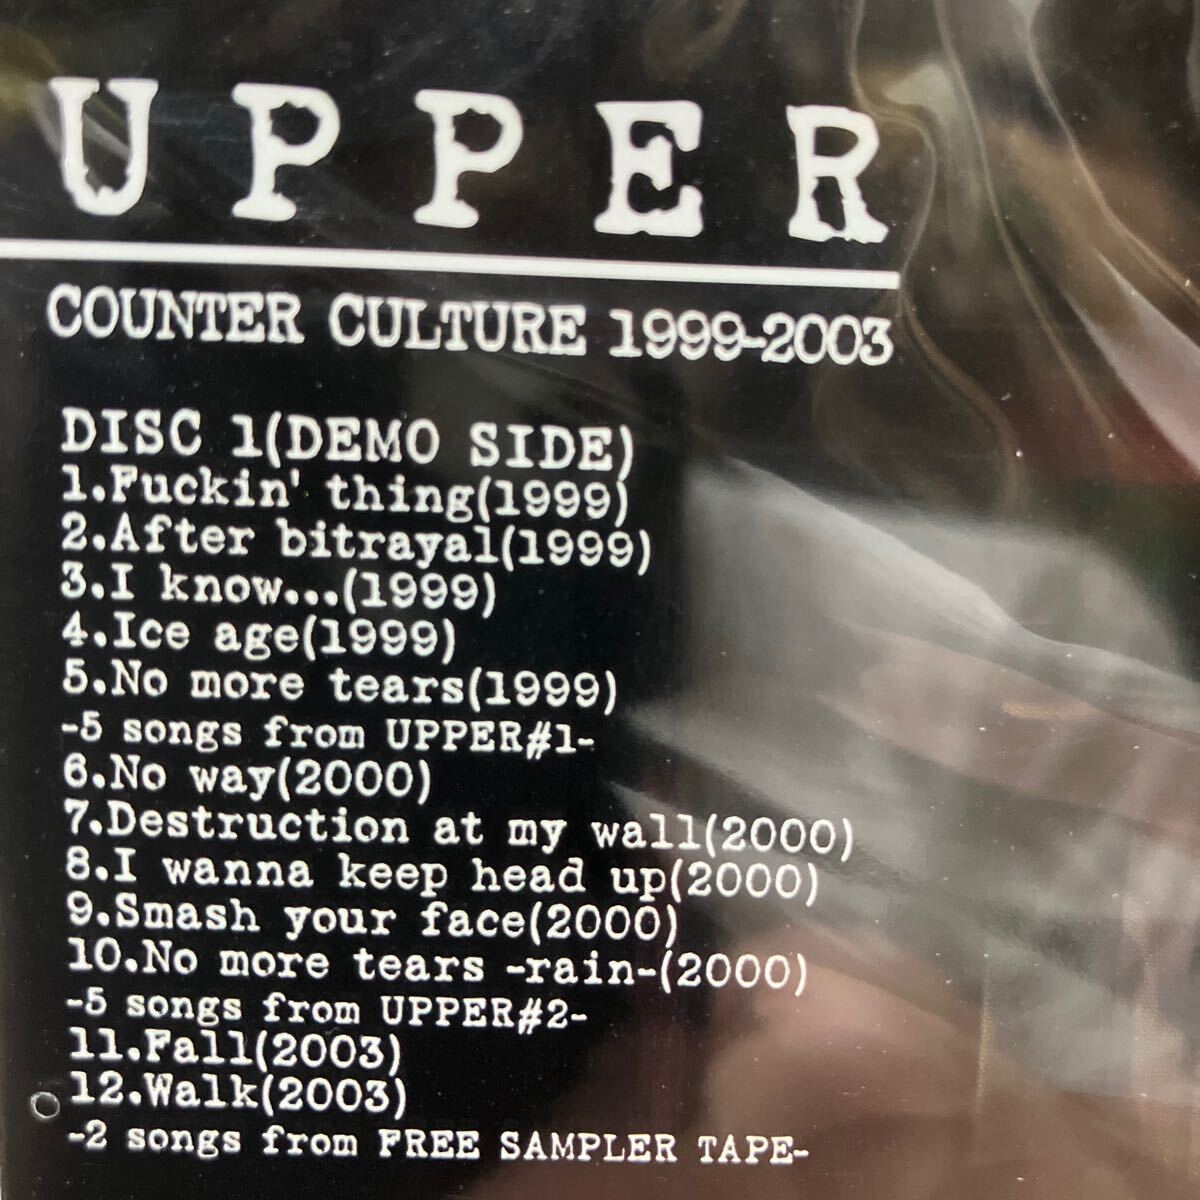 UPPER
COUNTER CULTURE 1999-2003
DISC 1(DEMO SIDE)
1.Fuckin' thing(1999)
2.After bitrayal(1999)
3.I know...(1999)
4.Ice age(1999)
5.No more tears(1999)
-5 songs from UPPER#1-
6.No way(2000)
7.Destruction at my wall(2000)
8.I wanna keep head up(2000)
9.Smash your face(2000)
10.No more tears -rain-(2000)
-5 songs from UPPER#2-
11.Fall(2003)
12.Walk(2003)
-2 songs from FREE SAMPLER TAPE-